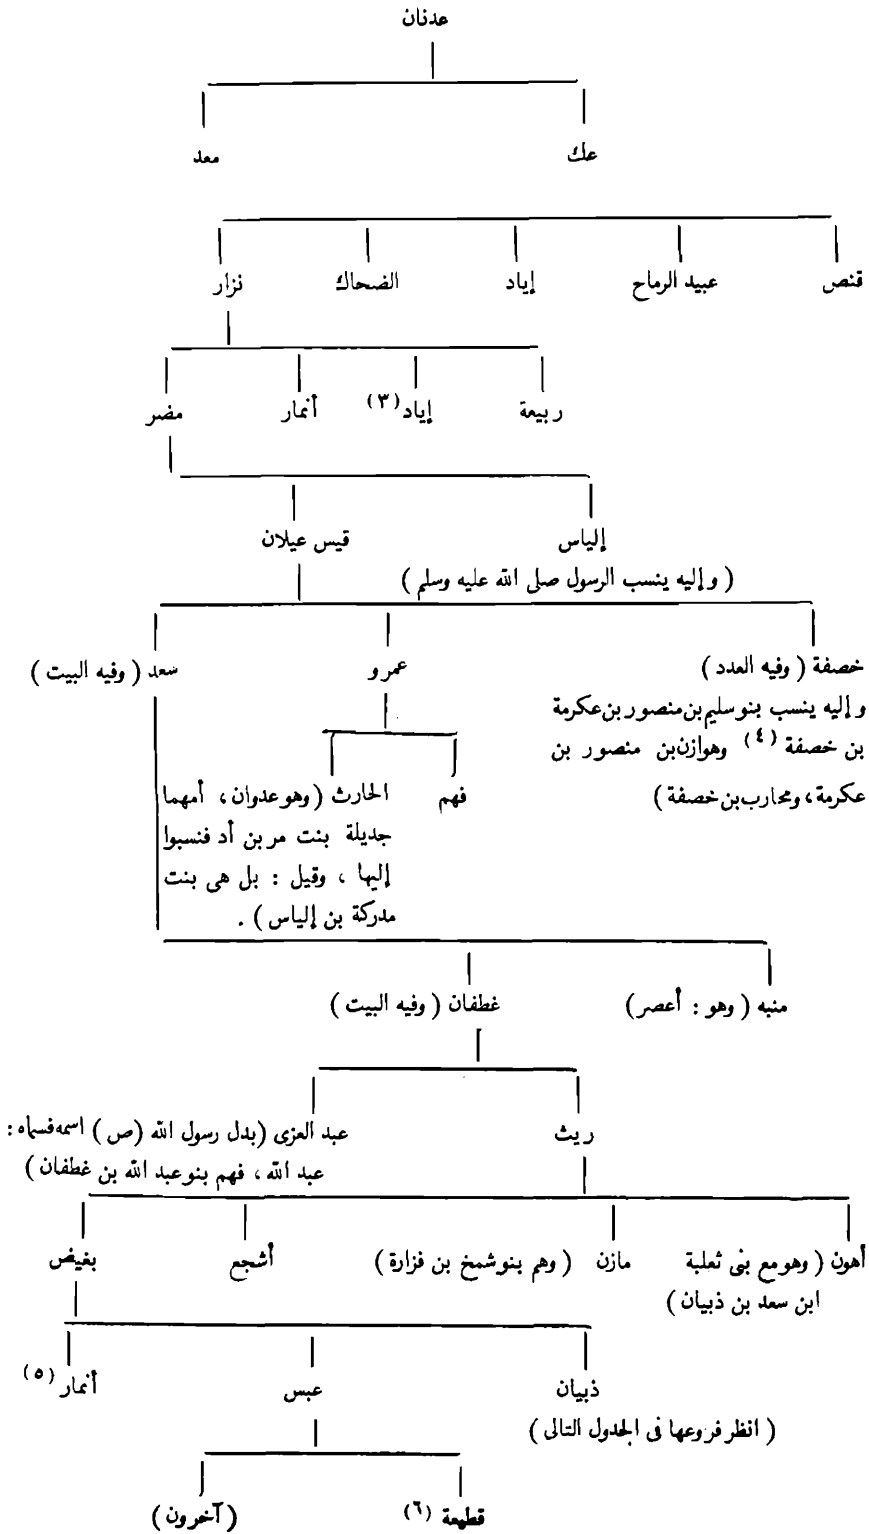 عدنان
عك معد
قنص عبيد الرماح إياد الضحاك نزار
ربيعة إياد (٣) أنمار مضر
إلياس قيس عيلان
( وإليه ينسب الرسول صلى الله عليه وسلم )
خصفة ( وفيه العدد ) عمرو سعد ( وفيه البيت )
وإليه ينسب بنو سليم بن منصور بن عكرمة
بن خصفة (٤) وهوازن بن منصور بن
عكرمة ، ومحارب بن خصفة )
فهم الحارث ( وهو عدوان ، أمهما
جديلة بنت مر بن أد فنسبوا
إليها ، وقيل : بل هى بنت
مدركة بن إلياس ) .
منبه ( وهو : أعصر ) غطفان ( وفيه البيت )
ريث عبد العزى ( بدل رسول الله ( ص ) اسمه فسماه :
عبد الله ، فهم بنو عبد الله بن غطفان )
أهون ( وهو مع بنى ثعلبة مازن ( وهم بنو شمخ بن فزارة ) أشجع بغيض
ابن سعد بن ذبيان )
ذبيان عبس أنمار (٥)
( انظر فروعها فى الجدول التالى )
قطيعة (٦) ( آخرون )